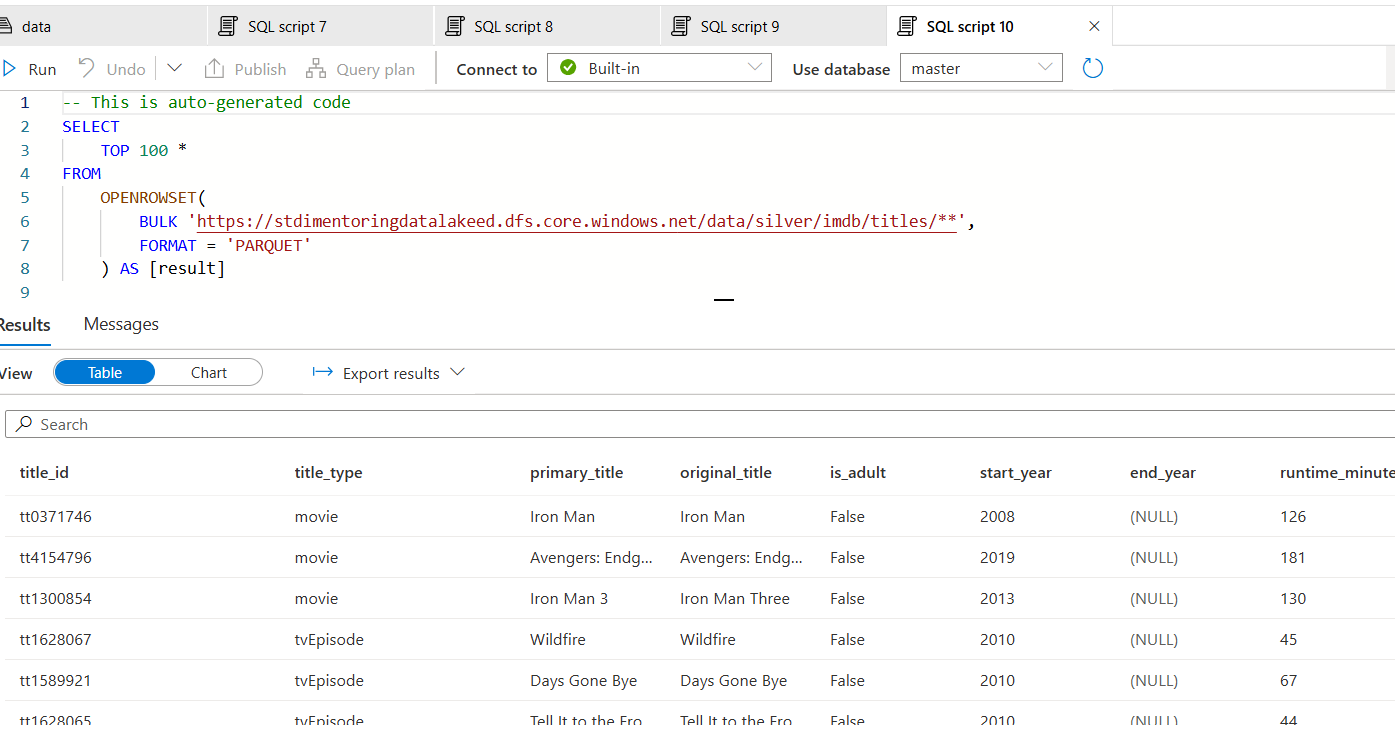 data SQL script 7 SQL script 8 SQL script 9 SQL script 10
Run Undo Publish Query plan Connect to Built-in Use database master
1 -- This is auto-generated code
2 SELECT
3 TOP 100 *
4 FROM
5 OPENROWSET(
6 BULK 'https://stdimentoringdatalakeed.dfs.core.windows.net/data/silver/imdb/titles/**',
7 FORMAT = 'PARQUET'
8 ) AS [result]
9
Results Messages
View Table Chart Export results
Search
title_id title_type primary_title original_title is_adult start_year end_year runtime_minute
tt0371746 movie Iron Man Iron Man False 2008 (NULL) 126
tt4154796 movie Avengers: Endg... Avengers: Endg... False 2019 (NULL) 181
tt1300854 movie Iron Man 3 Iron Man Three False 2013 (NULL) 130
tt1628067 tvEpisode Wildfire Wildfire False 2010 (NULL) 45
tt1589921 tvEpisode Days Gone Bye Days Gone Bye False 2010 (NULL) 67
tt1628065 tvEpisode Tell It to the Fro Tell It to the Fro False 2010 (NULL) 44